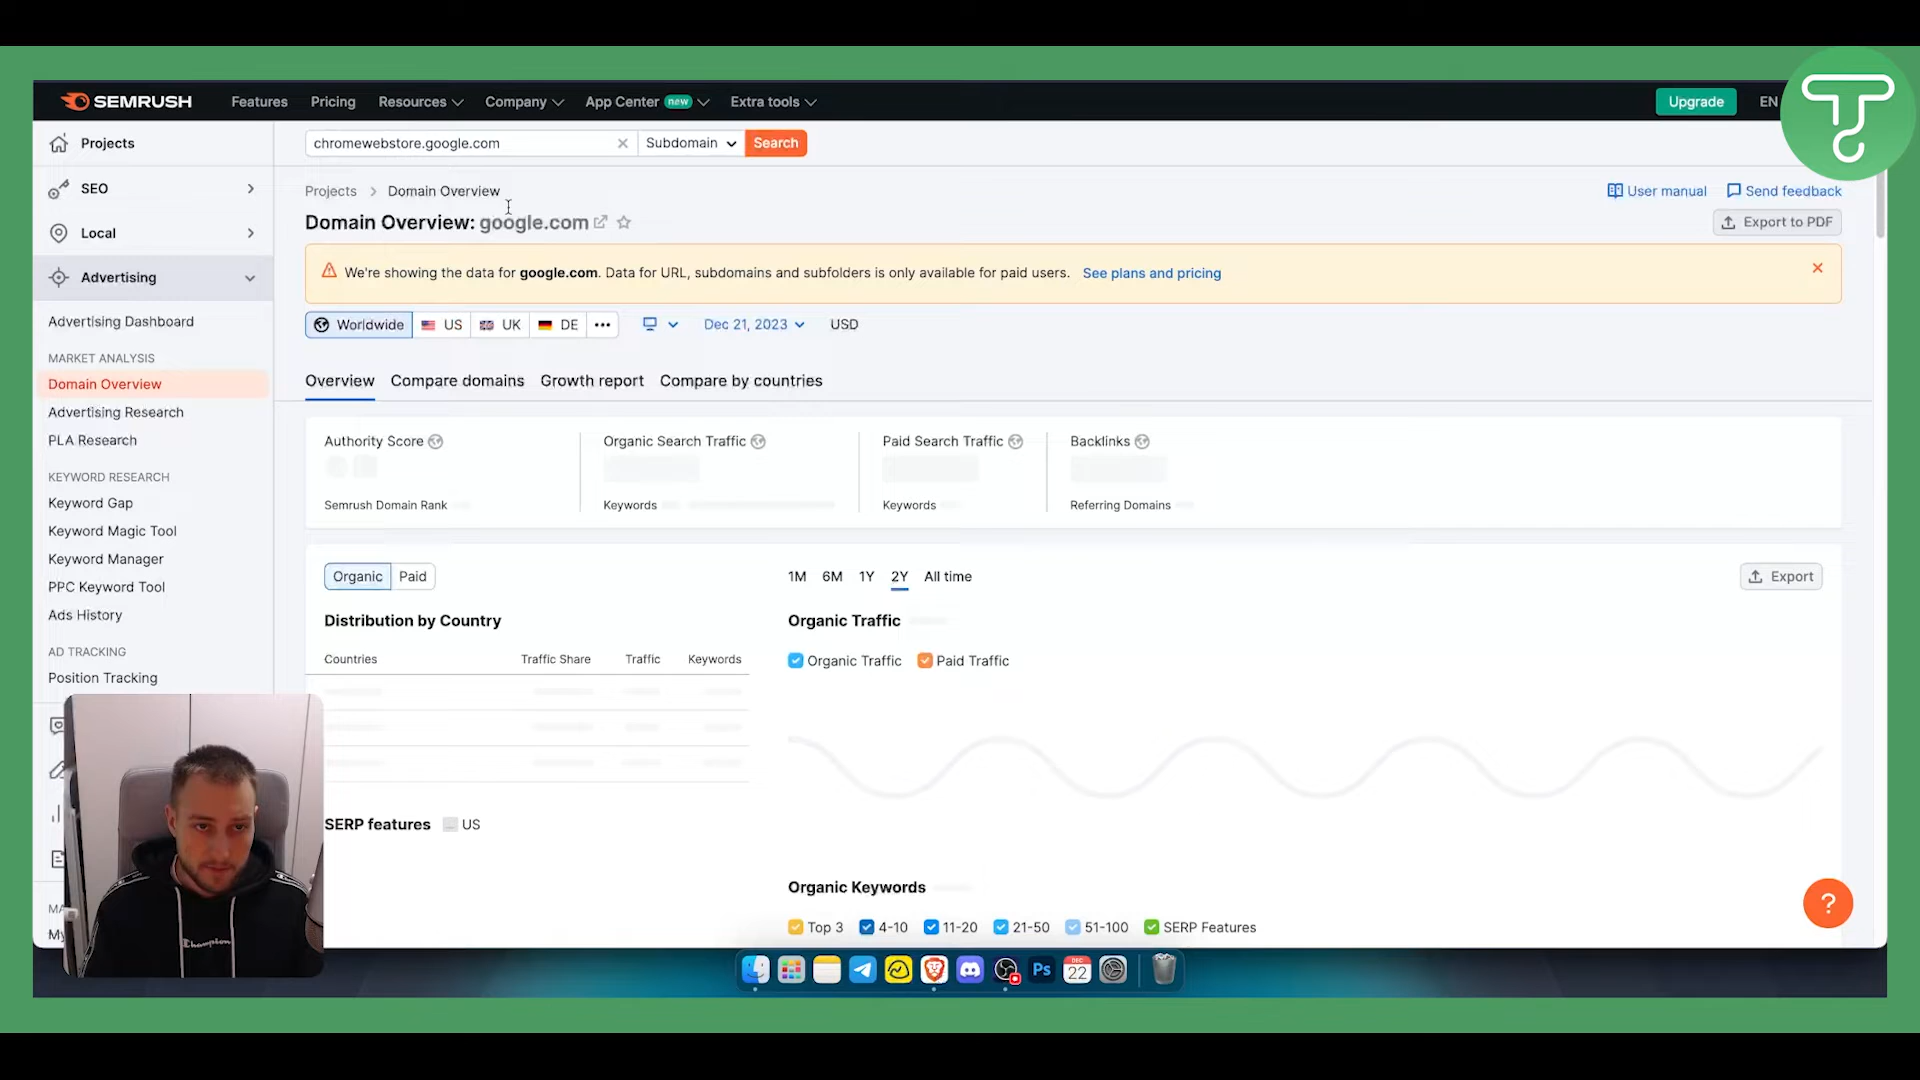 SEMRUSH Features Pricing Resources Company App Center new Extra tools Upgrade EN
Projects
SEO
Local
Advertising
Advertising Dashboard
MARKET ANALYSIS
Domain Overview
Advertising Research
PLA Research
KEYWORD RESEARCH
Keyword Gap
Keyword Magic Tool
Keyword Manager
PPC Keyword Tool
Ads History
AD TRACKING
Position Tracking
MA
My
chromewebstore.google.com Subdomain Search
Projects Domain Overview User manual Send feedback
Domain Overview: google.com Export to PDF
We're showing the data for google.com. Data for URL, subdomains and subfolders is only available for paid users. See plans and pricing
Worldwide US UK DE Dec 21, 2023 USD
Overview Compare domains Growth report Compare by countries
Authority Score Organic Search Traffic Paid Search Traffic Backlinks
Semrush Domain Rank Keywords Keywords Referring Domains
Organic Paid 1M 6M 1Y 2Y All time Export
Distribution by Country
Countries Traffic Share Traffic Keywords
SERP features US
Organic Traffic
Organic Traffic Paid Traffic
Organic Keywords
Top 3 4-10 11-20 21-50 51-100 SERP Features
?
Champion
Ps
DEC
22